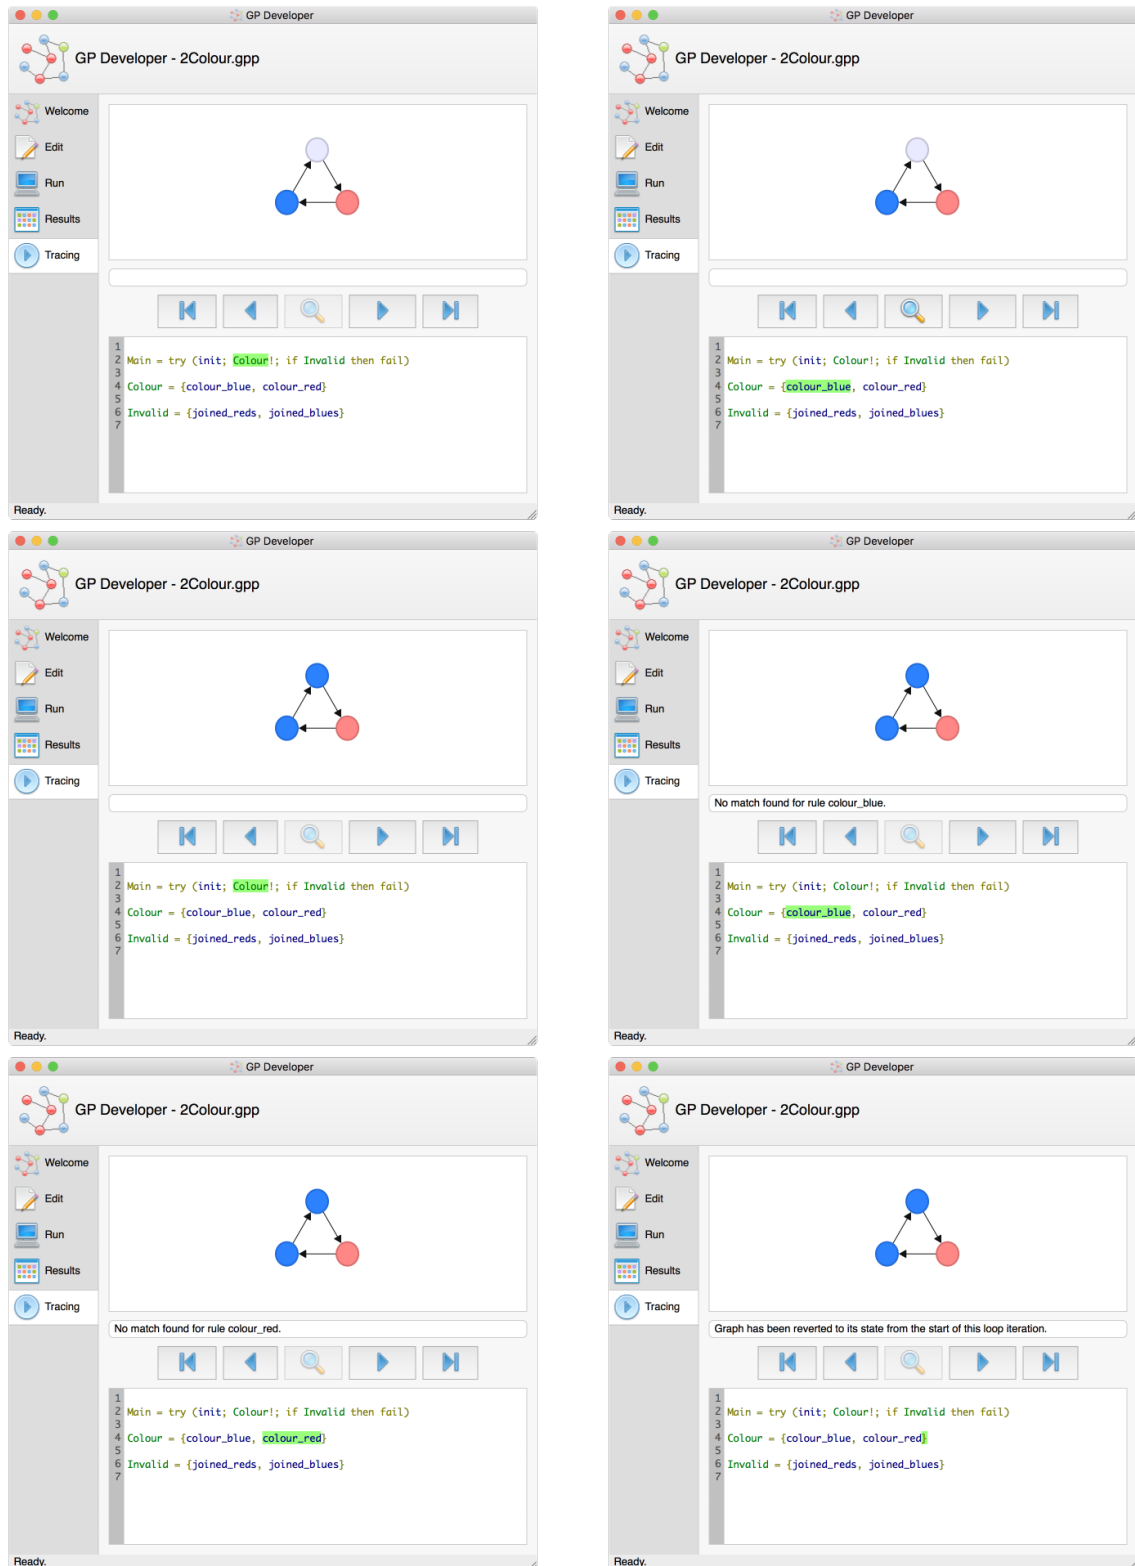 GP Developer
GP Developer - 2Colour.gpp
Welcome
Edit
Run
Results
Tracing
1
2 Main = try (init; Colour!; if Invalid then fail)
3
4 Colour = {colour_blue, colour_red}
5
6 Invalid = {joined_reds, joined_blues}
7
Ready.
GP Developer
GP Developer - 2Colour.gpp
Welcome
Edit
Run
Results
Tracing
1
2 Main = try (init; Colour!; if Invalid then fail)
3
4 Colour = {colour_blue, colour_red}
5
6 Invalid = {joined_reds, joined_blues}
7
Ready.
GP Developer
GP Developer - 2Colour.gpp
Welcome
Edit
Run
Results
Tracing
1
2 Main = try (init; Colour!; if Invalid then fail)
3
4 Colour = {colour_blue, colour_red}
5
6 Invalid = {joined_reds, joined_blues}
7
Ready.
GP Developer
GP Developer - 2Colour.gpp
Welcome
Edit
Run
Results
Tracing
No match found for rule colour_blue.
1
2 Main = try (init; Colour!; if Invalid then fail)
3
4 Colour = {colour_blue, colour_red}
5
6 Invalid = {joined_reds, joined_blues}
7
Ready.
GP Developer
GP Developer - 2Colour.gpp
Welcome
Edit
Run
Results
Tracing
No match found for rule colour_red.
1
2 Main = try (init; Colour!; if Invalid then fail)
3
4 Colour = {colour_blue, colour_red}
5
6 Invalid = {joined_reds, joined_blues}
7
Ready.
GP Developer
GP Developer - 2Colour.gpp
Welcome
Edit
Run
Results
Tracing
Graph has been reverted to its state from the start of this loop iteration.
1
2 Main = try (init; Colour!; if Invalid then fail)
3
4 Colour = {colour_blue, colour_red}
5
6 Invalid = {joined_reds, joined_blues}
7
Ready.